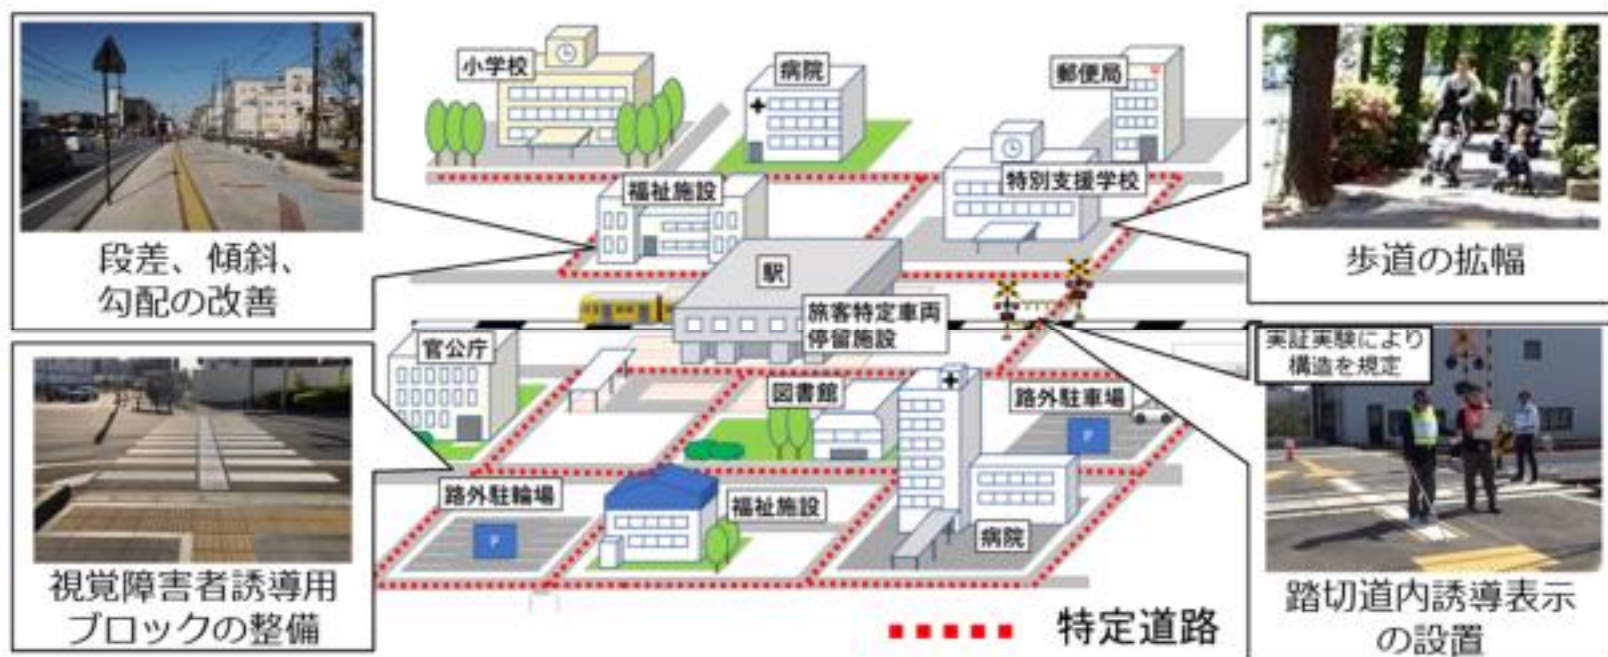 小学校
病院
郵便局
福祉施設
特別支援学校
段差、傾斜、
勾配の改善
歩道の拡幅
駅
旅客特定車両
停留施設
官公庁
図書館
路外駐車場
P
実証実験により
構造を規定
路外駐輪場
P
福祉施設
病院
視覚障害者誘導用
ブロックの整備
踏切道内誘導表示
の設置
特定道路